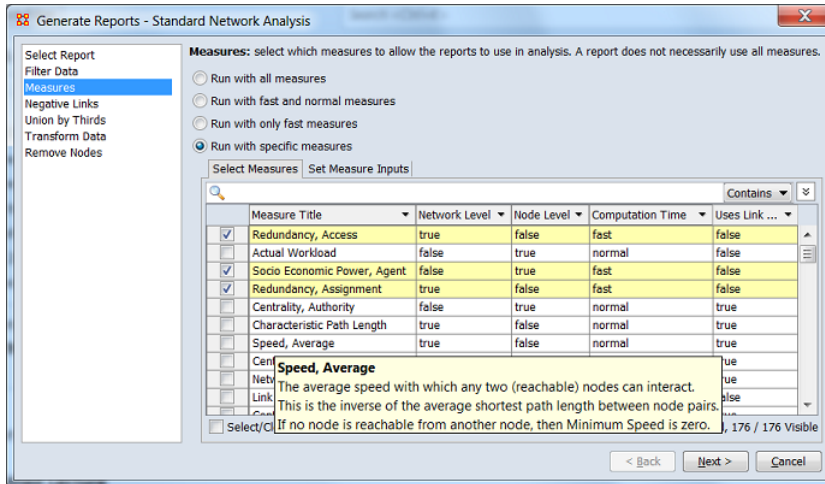 Generate Reports - Standard Network Analysis
Select Report
Filter Data
Measures
Negative Links
Union by Thirds
Transform Data
Remove Nodes
Measures: select which measures to allow the reports to use in analysis. A report does not necessarily use all measures.
Run with all measures
Run with fast and normal measures
Run with only fast measures
Run with specific measures
Select Measures Set Measure Inputs
Contains
Measure Title Network Level Node Level Computation Time Uses Link ...
Redundancy, Access true false fast false
Actual Workload false true normal false
Socio Economic Power, Agent false true fast false
Redundancy, Assignment true false fast false
Centrality, Authority false true normal true
Characteristic Path Length true false normal true
Speed, Average true false normal true
Speed, Average
The average speed with which any two (reachable) nodes can interact.
This is the inverse of the average shortest path length between node pairs.
If no node is reachable from another node, then Minimum Speed is zero.
Link
176 / 176 Visible
< Back Next > Cancel